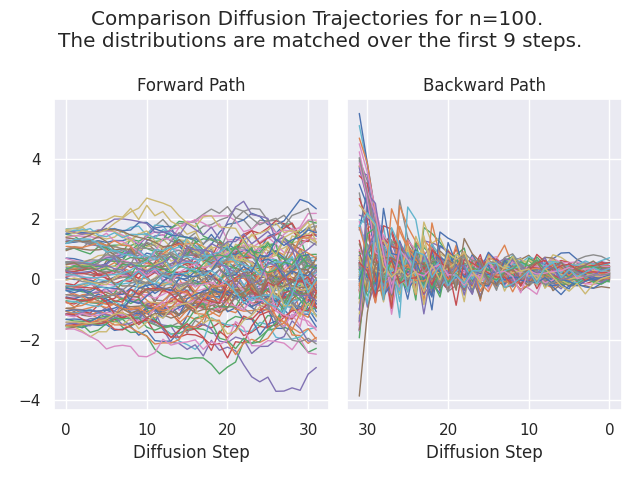 Comparison Diffusion Trajectories for n=100.
The distributions are matched over the first 9 steps.
Forward Path
Backward Path
4
2
0
−2
−4
0 10 20 30
30 20 10 0
Diffusion Step
Diffusion Step